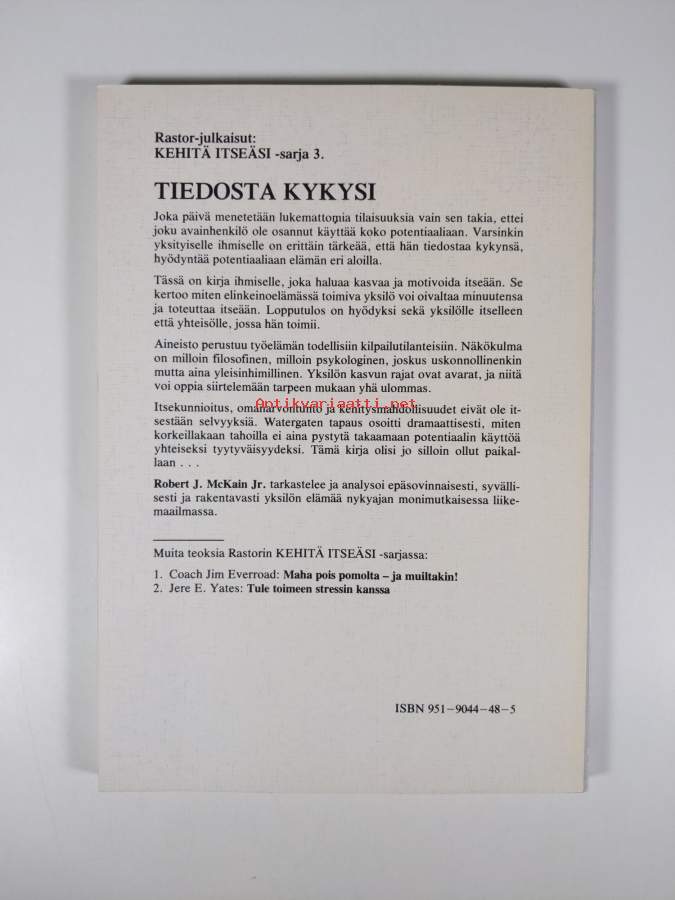 Rastor-julkaisut:
KEHITÄ ITSEÄSI -sarja 3.
TIEDOSTA KYKYSI
Joka päivä menetetään lukemattomia tilaisuuksia vain sen takia, ettei
joku avainhenkilö ole osannut käyttää koko potentiaaliaan. Varsinkin
yksityiselle ihmiselle on erittäin tärkeää, että hän tiedostaa kykynsä,
hyödyntää potentiaaliaan elämän eri aloilla.
Tässä on kirja ihmiselle, joka haluaa kasvaa ja motivoida itseään. Se
kertoo miten elinkeinoelämässä toimiva yksilö voi oivaltaa minuutensa
ja toteuttaa itseään. Lopputulos on hyödyksi sekä yksilölle itselleen
että yhteisölle, jossa hän toimii.
Aineisto perustuu työelämän todellisiin kilpailutilanteisiin. Näkökulma
on milloin filosofinen, milloin psykologinen, joskus uskonnollinenkin
mutta aina yleisinhimillinen. Yksilön kasvun rajat ovat avarat, ja niitä
voi oppia siirtelemään tarpeen mukaan yhä ulommas.
Antikvariaatti.net
Itsekunnioitus, omanarvontunto ja kehitysmahdollisuudet eivät ole it-
sestään selvyyksiä. Watergaten tapaus osoitti dramaattisesti, miten
korkeillakaan tahoilla ei aina pystytä takaamaan potentiaalin käyttöä
yhteiseksi tyytyväisyydeksi. Tämä kirja olisi jo silloin ollut paikal-
laan . . .
Robert J. McKain Jr. tarkastelee ja analysoi epäsovinnaisesti, syvälli-
sesti ja rakentavasti yksilön elämää nykyajan monimutkaisessa liike-
maailmassa.
Muita teoksia Rastorin KEHITÄ ITSEÄSI -sarjassa:
1. Coach Jim Everroad: Maha pois pomolta – ja muiltakin!
2. Jere E. Yates: Tule toimeen stressin kanssa
ISBN 951–9044–48–5